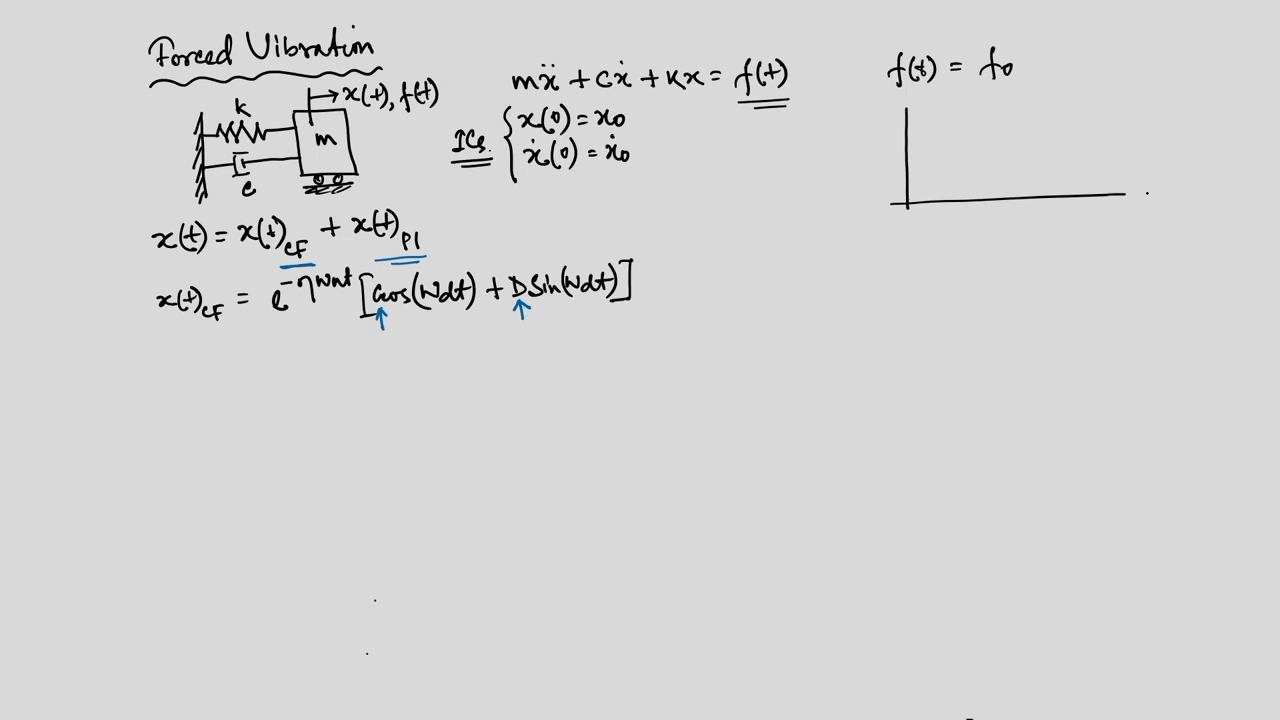 Forced Vibration
x(t), f(t)
k
m
c
mẍ + cẋ + kx = f(t)
ICs. { x(0) = x0
ẋ(0) = ẋ0
x(t) = x(t)CF + x(t)PI
x(t)CF = e^-ηωnt [Ccos(ωdt) + DSin(ωdt)]
f(t) = f0